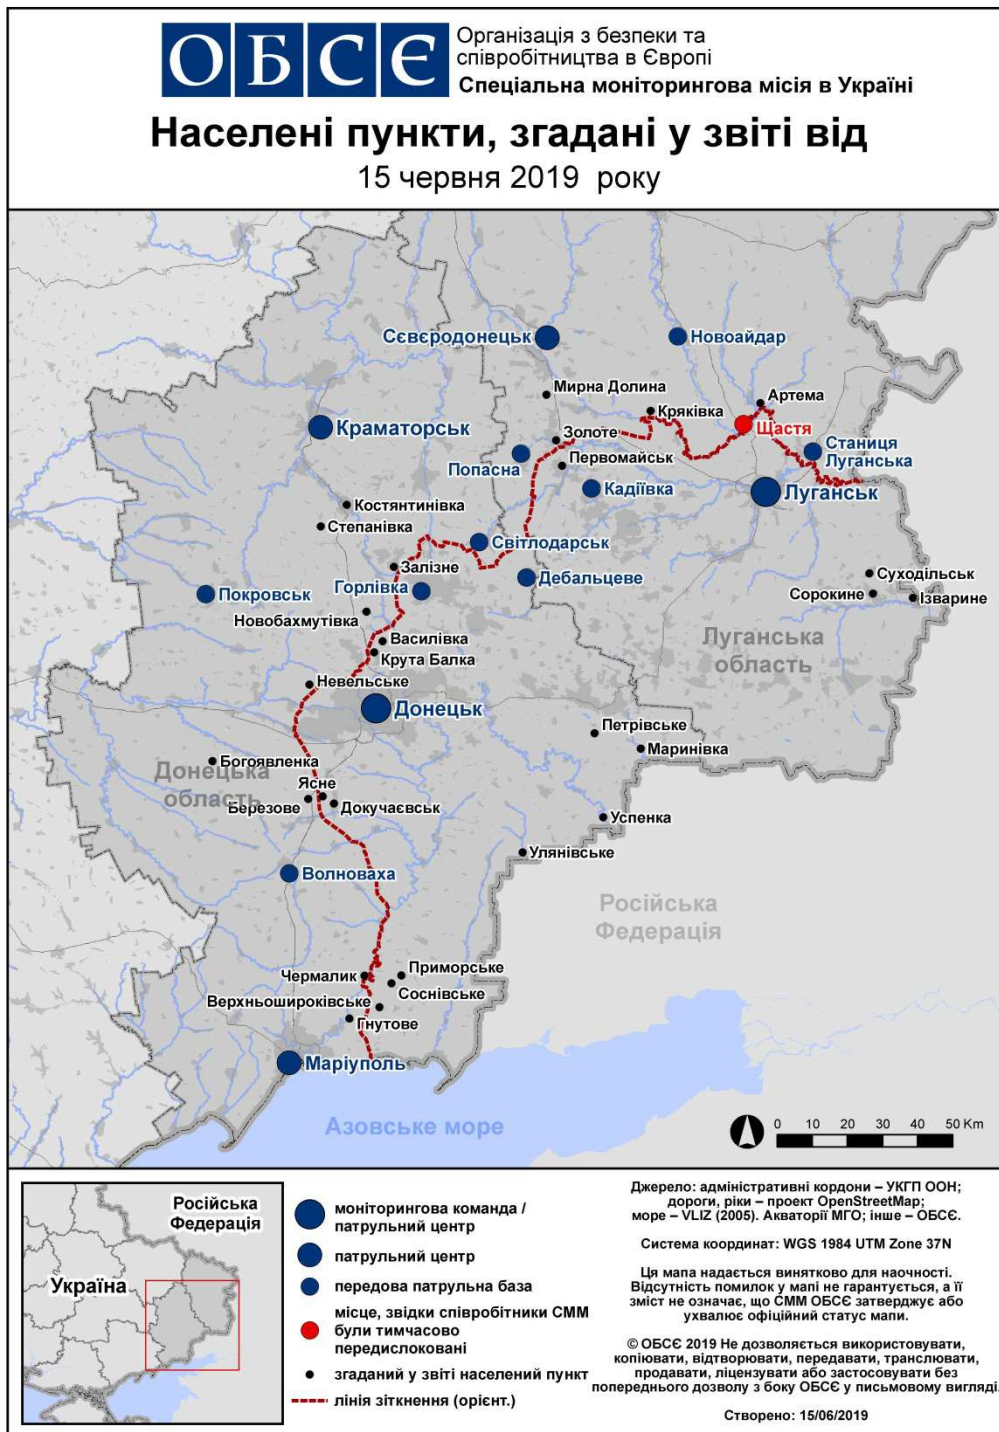 ОБСЄ
Організація з безпеки та
співробітництва в Європі
Спеціальна моніторингова місія в Україні
Населені пункти, згадані у звіті від
15 червня 2019 року
Сєвєродонецьк
Новоайдар
Мирна Долина
Артема
Кряківка
Щастя
Краматорськ
Золоте
Станиця
Луганська
Попасна
Первомайськ
Кадіївка
Луганськ
Костянтинівка
Степанівка
Світлодарськ
Залізне
Дебальцеве
Суходільськ
Горлівка
Покровськ
Сорокине
Ізварине
Новобахмутівка
Василівка
Луганська
область
Крута Балка
Невельське
Донецьк
Петрівське
Маринівка
Богоявленка
Донецька
область
Ясне
Березове
Докучаєвськ
Успенка
Улянівське
Волноваха
Російська
Федерація
Чермалик
Приморське
Соснівське
Верхньошироківське
Гнутове
Маріуполь
Азовське море
0 10 20 30 40 50 Km
Російська
Федерація
Україна
моніторингова команда /
патрульний центр
патрульний центр
передова патрульна база
місце, звідки співробітники СММ
були тимчасово
передислоковані
згаданий у звіті населений пункт
лінія зіткнення (орієнт.)
Джерело: адміністративні кордони – УКГП ООН;
дороги, ріки – проект OpenStreetMap;
море – VLIZ (2005). Акваторії МГО; інше – ОБСЄ.
Система координат: WGS 1984 UTM Zone 37N
Ця мапа надається винятково для наочності.
Відсутність помилок у мапі не гарантується, а її
зміст не означає, що СММ ОБСЄ затверджує або
ухвалює офіційний статус мапи.
© ОБСЄ 2019 Не дозволяється використовувати,
копіювати, відтворювати, передавати, транслювати,
продавати, ліцензувати або застосовувати без
попереднього дозволу з боку ОБСЄ у письмовому вигляді.
Створено: 15/06/2019